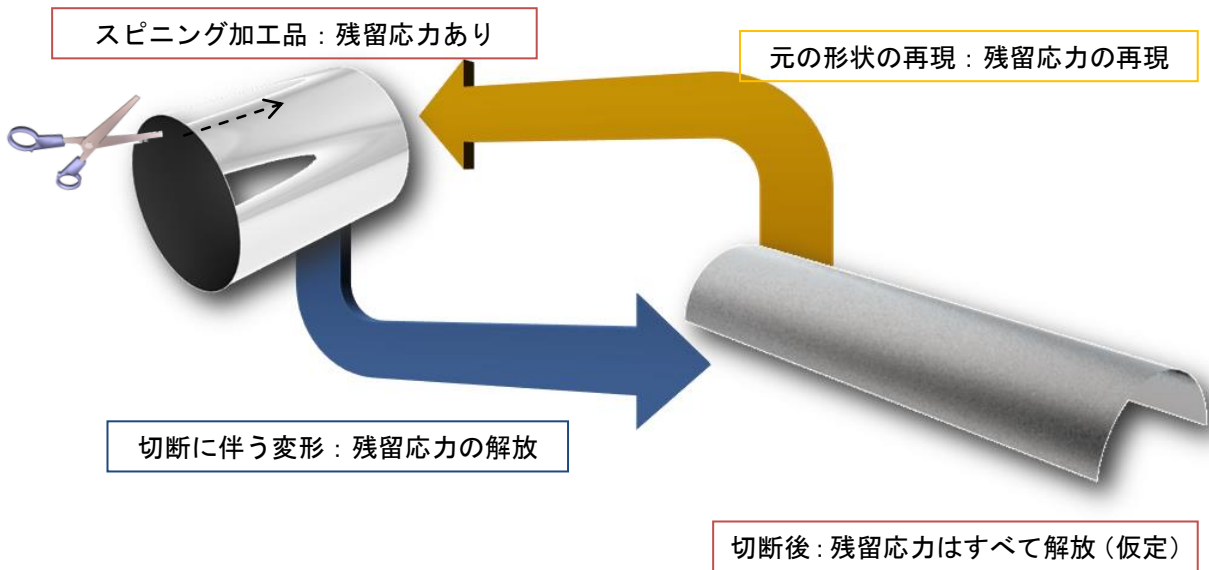 スピニング加工品：残留応力あり
元の形状の再現：残留応力の再現
切断に伴う変形：残留応力の解放
切断後：残留応力はすべて解放（仮定）